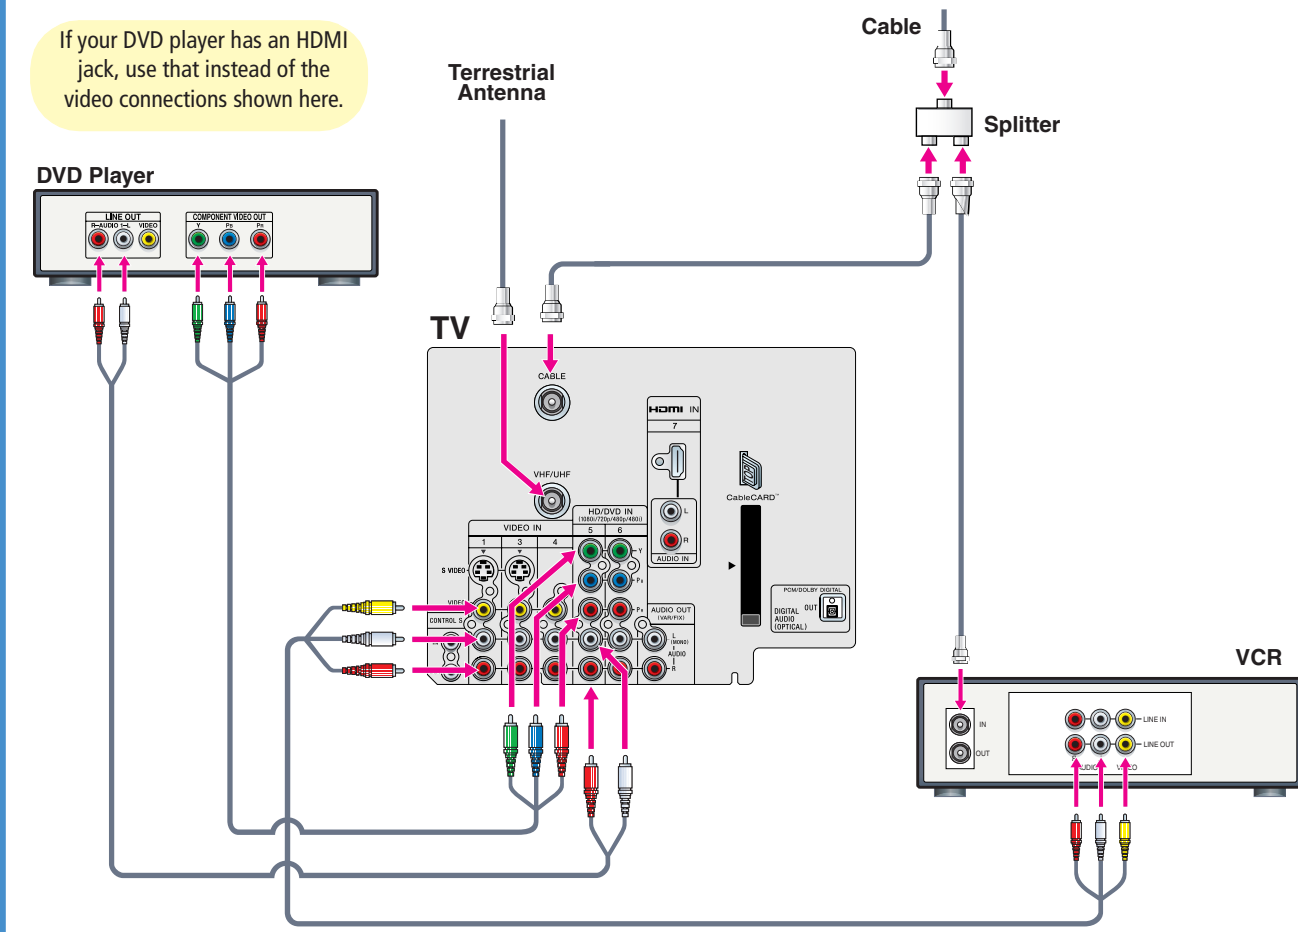 If your DVD player has an HDMI
jack, use that instead of the
video connections shown here.
Cable
Terrestrial
Antenna
Splitter
DVD Player
LINE OUT
R–AUDIO 1–L VIDEO
COMPONENT VIDEO OUT
Y PB PR
TV
CABLE
HDMI IN
7
VHF/UHF
L
R
AUDIO IN
CableCARD™
HD/DVD IN
(1080i/720p/480p/480i)
5 6
VIDEO IN
1 3 4
Y
S VIDEO
PB
VIDEO
PR
CONTROL S
AUDIO OUT
(VAR/FIX)
L
(MONO)
AUDIO
R
PCM/DOLBY DIGITAL
OUT
DIGITAL
AUDIO
(OPTICAL)
VCR
IN
OUT
LINE IN
LINE OUT